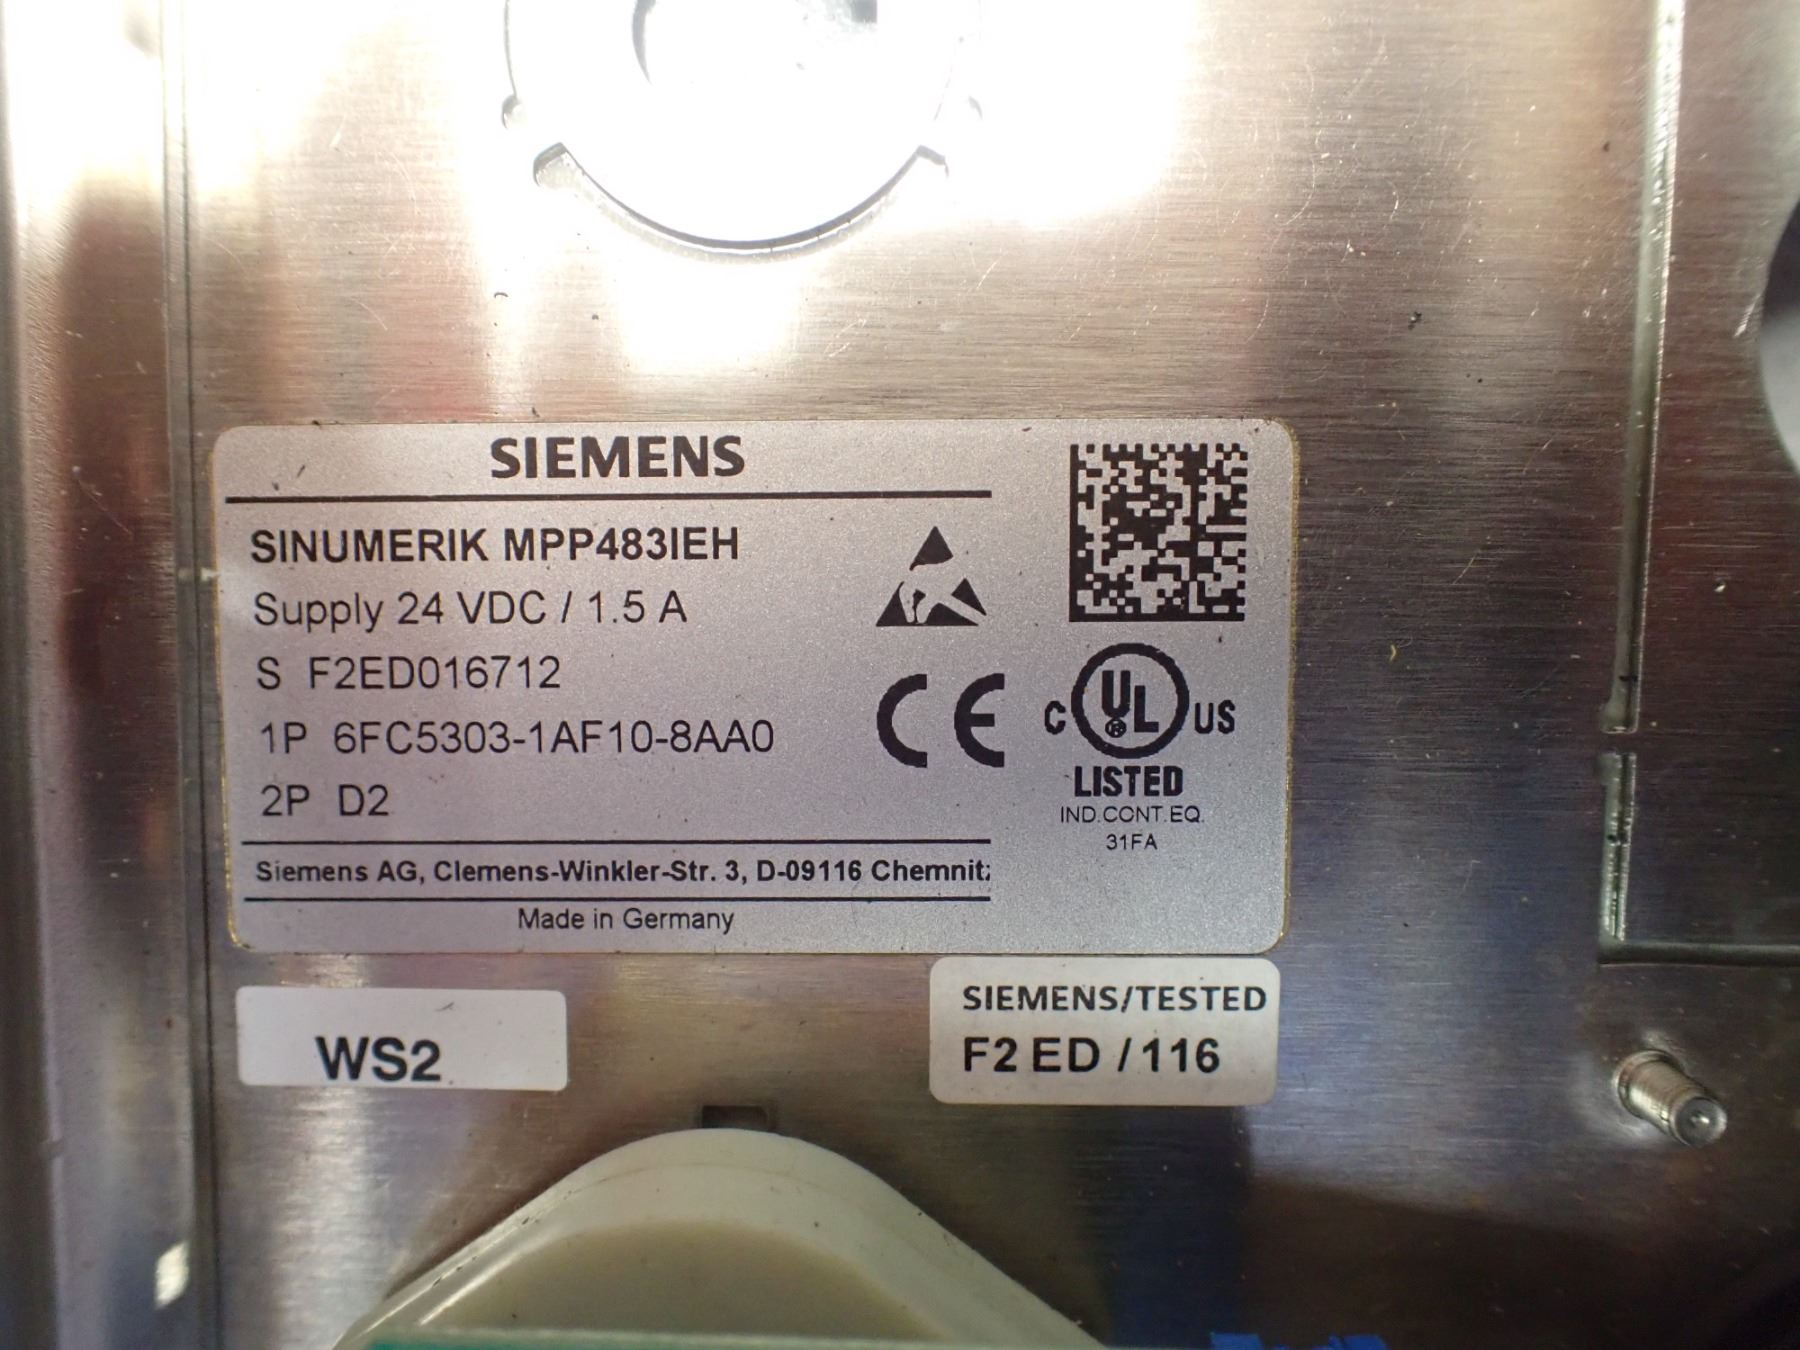 SIEMENS
SINUMERIK MPP483IEH
Supply 24 VDC / 1.5 A
S F2ED016712
1P 6FC5303-1AF10-8AA0
2P D2
Siemens AG, Clemens-Winkler-Str. 3, D-09116 Chemnitz
Made in Germany
CE
C UL® US
LISTED
IND.CONT.EQ.
31FA
WS2
SIEMENS/TESTED
F2 ED / 116